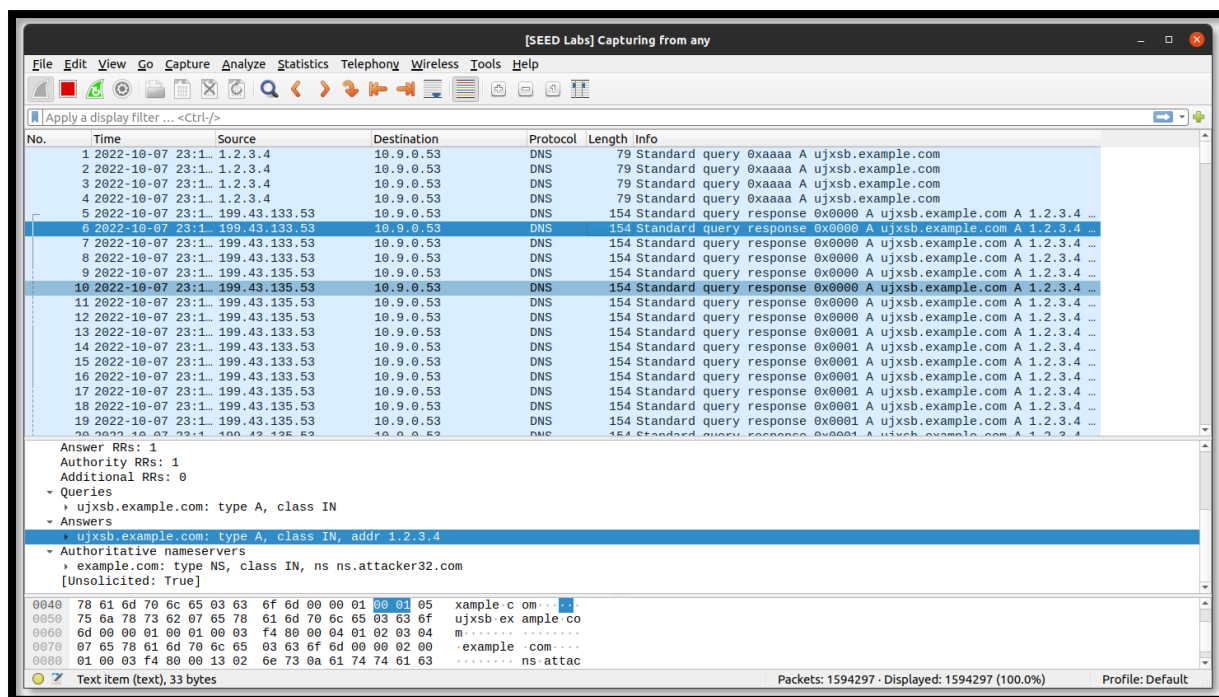 [SEED Labs] Capturing from any
File Edit View Go Capture Analyze Statistics Telephony Wireless Tools Help
Apply a display filter … <Ctrl-/>
No. Time Source Destination Protocol Length Info
1 2022-10-07 23:1… 1.2.3.4 10.9.0.53 DNS 79 Standard query 0xaaaa A ujxsb.example.com
2 2022-10-07 23:1… 1.2.3.4 10.9.0.53 DNS 79 Standard query 0xaaaa A ujxsb.example.com
3 2022-10-07 23:1… 1.2.3.4 10.9.0.53 DNS 79 Standard query 0xaaaa A ujxsb.example.com
4 2022-10-07 23:1… 1.2.3.4 10.9.0.53 DNS 79 Standard query 0xaaaa A ujxsb.example.com
5 2022-10-07 23:1… 199.43.133.53 10.9.0.53 DNS 154 Standard query response 0x0000 A ujxsb.example.com A 1.2.3.4 …
6 2022-10-07 23:1… 199.43.133.53 10.9.0.53 DNS 154 Standard query response 0x0000 A ujxsb.example.com A 1.2.3.4 …
7 2022-10-07 23:1… 199.43.133.53 10.9.0.53 DNS 154 Standard query response 0x0000 A ujxsb.example.com A 1.2.3.4 …
8 2022-10-07 23:1… 199.43.133.53 10.9.0.53 DNS 154 Standard query response 0x0000 A ujxsb.example.com A 1.2.3.4 …
9 2022-10-07 23:1… 199.43.135.53 10.9.0.53 DNS 154 Standard query response 0x0000 A ujxsb.example.com A 1.2.3.4 …
10 2022-10-07 23:1… 199.43.135.53 10.9.0.53 DNS 154 Standard query response 0x0000 A ujxsb.example.com A 1.2.3.4 …
11 2022-10-07 23:1… 199.43.135.53 10.9.0.53 DNS 154 Standard query response 0x0000 A ujxsb.example.com A 1.2.3.4 …
12 2022-10-07 23:1… 199.43.135.53 10.9.0.53 DNS 154 Standard query response 0x0000 A ujxsb.example.com A 1.2.3.4 …
13 2022-10-07 23:1… 199.43.133.53 10.9.0.53 DNS 154 Standard query response 0x0001 A ujxsb.example.com A 1.2.3.4 …
14 2022-10-07 23:1… 199.43.133.53 10.9.0.53 DNS 154 Standard query response 0x0001 A ujxsb.example.com A 1.2.3.4 …
15 2022-10-07 23:1… 199.43.133.53 10.9.0.53 DNS 154 Standard query response 0x0001 A ujxsb.example.com A 1.2.3.4 …
16 2022-10-07 23:1… 199.43.133.53 10.9.0.53 DNS 154 Standard query response 0x0001 A ujxsb.example.com A 1.2.3.4 …
17 2022-10-07 23:1… 199.43.135.53 10.9.0.53 DNS 154 Standard query response 0x0001 A ujxsb.example.com A 1.2.3.4 …
18 2022-10-07 23:1… 199.43.135.53 10.9.0.53 DNS 154 Standard query response 0x0001 A ujxsb.example.com A 1.2.3.4 …
19 2022-10-07 23:1… 199.43.135.53 10.9.0.53 DNS 154 Standard query response 0x0001 A ujxsb.example.com A 1.2.3.4 …
20 2022-10-07 23:1… 199.43.135.53 10.9.0.53 DNS 154 Standard query response 0x0001 A ujxsb.example.com A 1.2.3.4 …
Answer RRs: 1
Authority RRs: 1
Additional RRs: 0
Queries
ujxsb.example.com: type A, class IN
Answers
ujxsb.example.com: type A, class IN, addr 1.2.3.4
Authoritative nameservers
example.com: type NS, class IN, ns ns.attacker32.com
[Unsolicited: True]
0040 78 61 6d 70 6c 65 03 63 6f 6d 00 00 01 00 01 05 xample·c om·····
0050 75 6a 78 73 62 07 65 78 61 6d 70 6c 65 03 63 6f ujxsb·ex ample·co
0060 6d 00 00 01 00 01 00 03 f4 80 00 04 01 02 03 04 m······· ········
0070 07 65 78 61 6d 70 6c 65 03 63 6f 6d 00 00 02 00 ·example ·com····
0080 01 00 03 f4 80 00 13 02 6e 73 0a 61 74 74 61 63 ········ ns·attac
Text item (text), 33 bytes Packets: 1594297 · Displayed: 1594297 (100.0%) Profile: Default